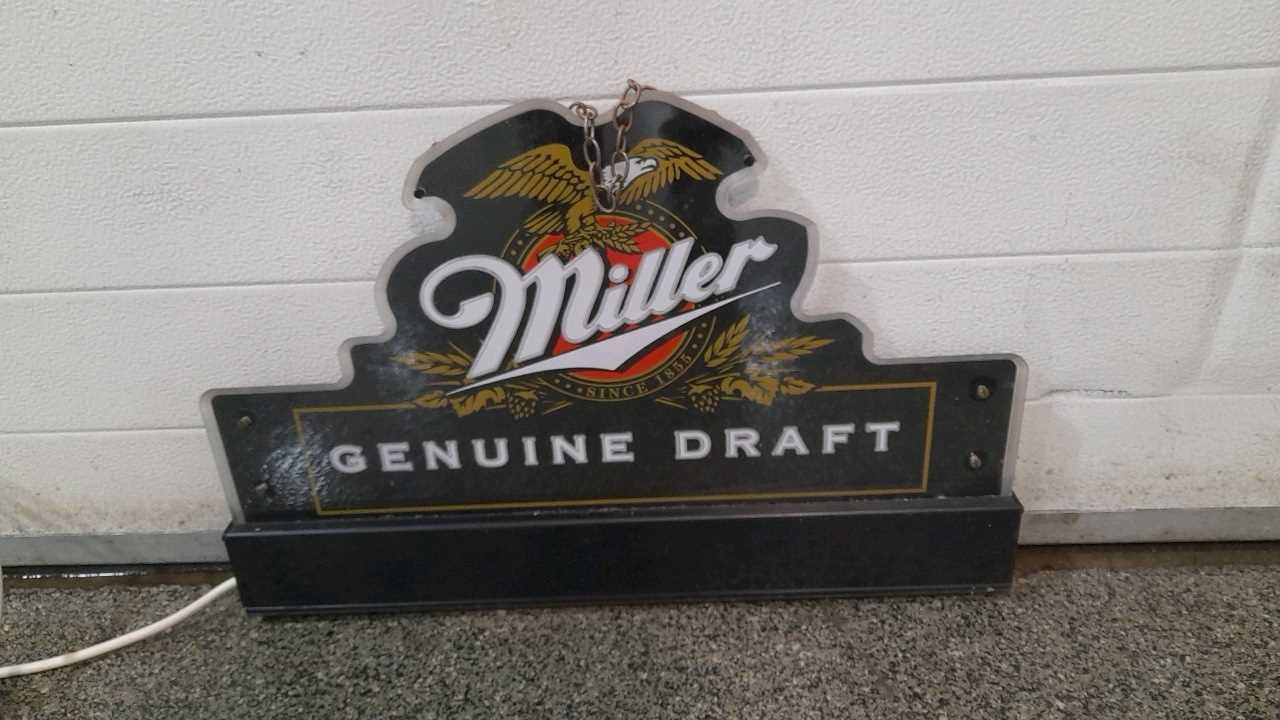 Miller
SINCE 1855
GENUINE DRAFT